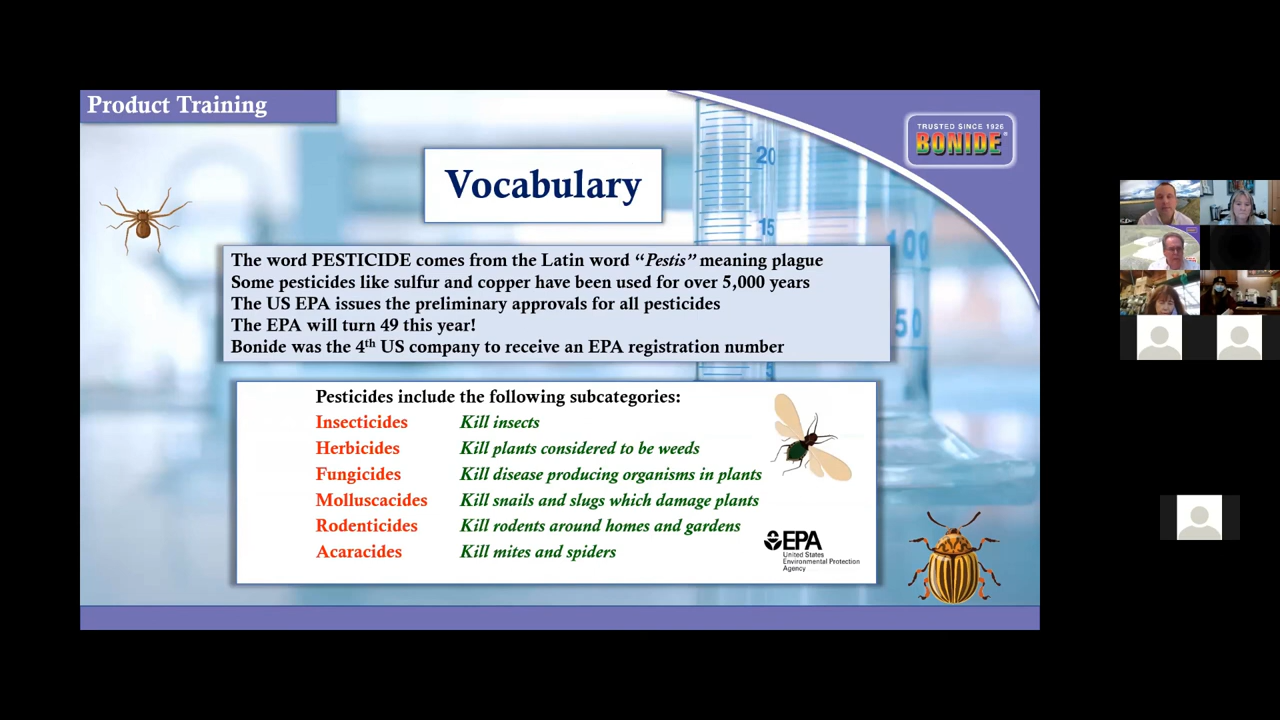 Product Training
TRUSTED SINCE 1926
BONIDE
Vocabulary
The word PESTICIDE comes from the Latin word “Pestis” meaning plague
Some pesticides like sulfur and copper have been used for over 5,000 years
The US EPA issues the preliminary approvals for all pesticides
The EPA will turn 49 this year!
Bonide was the 4th US company to receive an EPA registration number
Pesticides include the following subcategories:
Insecticides Kill insects
Herbicides Kill plants considered to be weeds
Fungicides Kill disease producing organisms in plants
Molluscacides Kill snails and slugs which damage plants
Rodenticides Kill rodents around homes and gardens
Acaracides Kill mites and spiders
EPA
United States
Environmental Protection
Agency
20
15
100
50